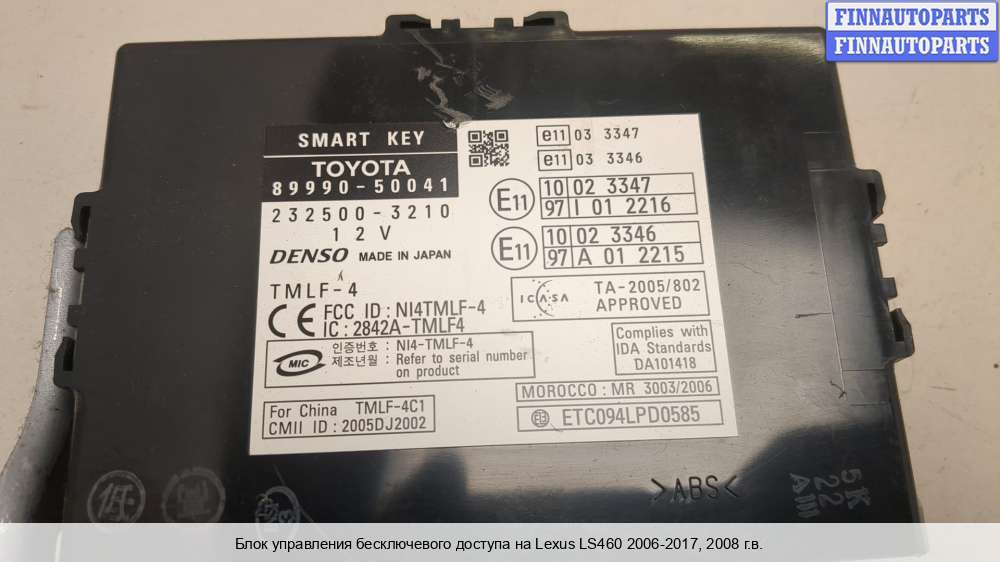 FINNAUTOPARTS
FINNAUTOPARTS
SMART KEY
TOYOTA
89990-50041
232500-3210
12V
DENSO MADE IN JAPAN
TMLF-4
CE FCC ID : NI4TMLF-4
IC : 2842A-TMLF4
MIC 인증번호 : NI4-TMLF-4
제조년월 : Refer to serial number
on product
For China TMLF-4C1
CMII ID : 2005DJ2002
e11 03 3347
e11 03 3346
E11 10 02 3347
97 I 01 2216
E11 10 02 3346
97 A 01 2215
ICASA TA-2005/802
APPROVED
Complies with
IDA Standards
DA101418
MOROCCO : MR 3003/2006
ETC094LPD0585
>ABS<
5K
22
低
Блок управления бесключевого доступа на Lexus LS460 2006-2017, 2008 г.в.